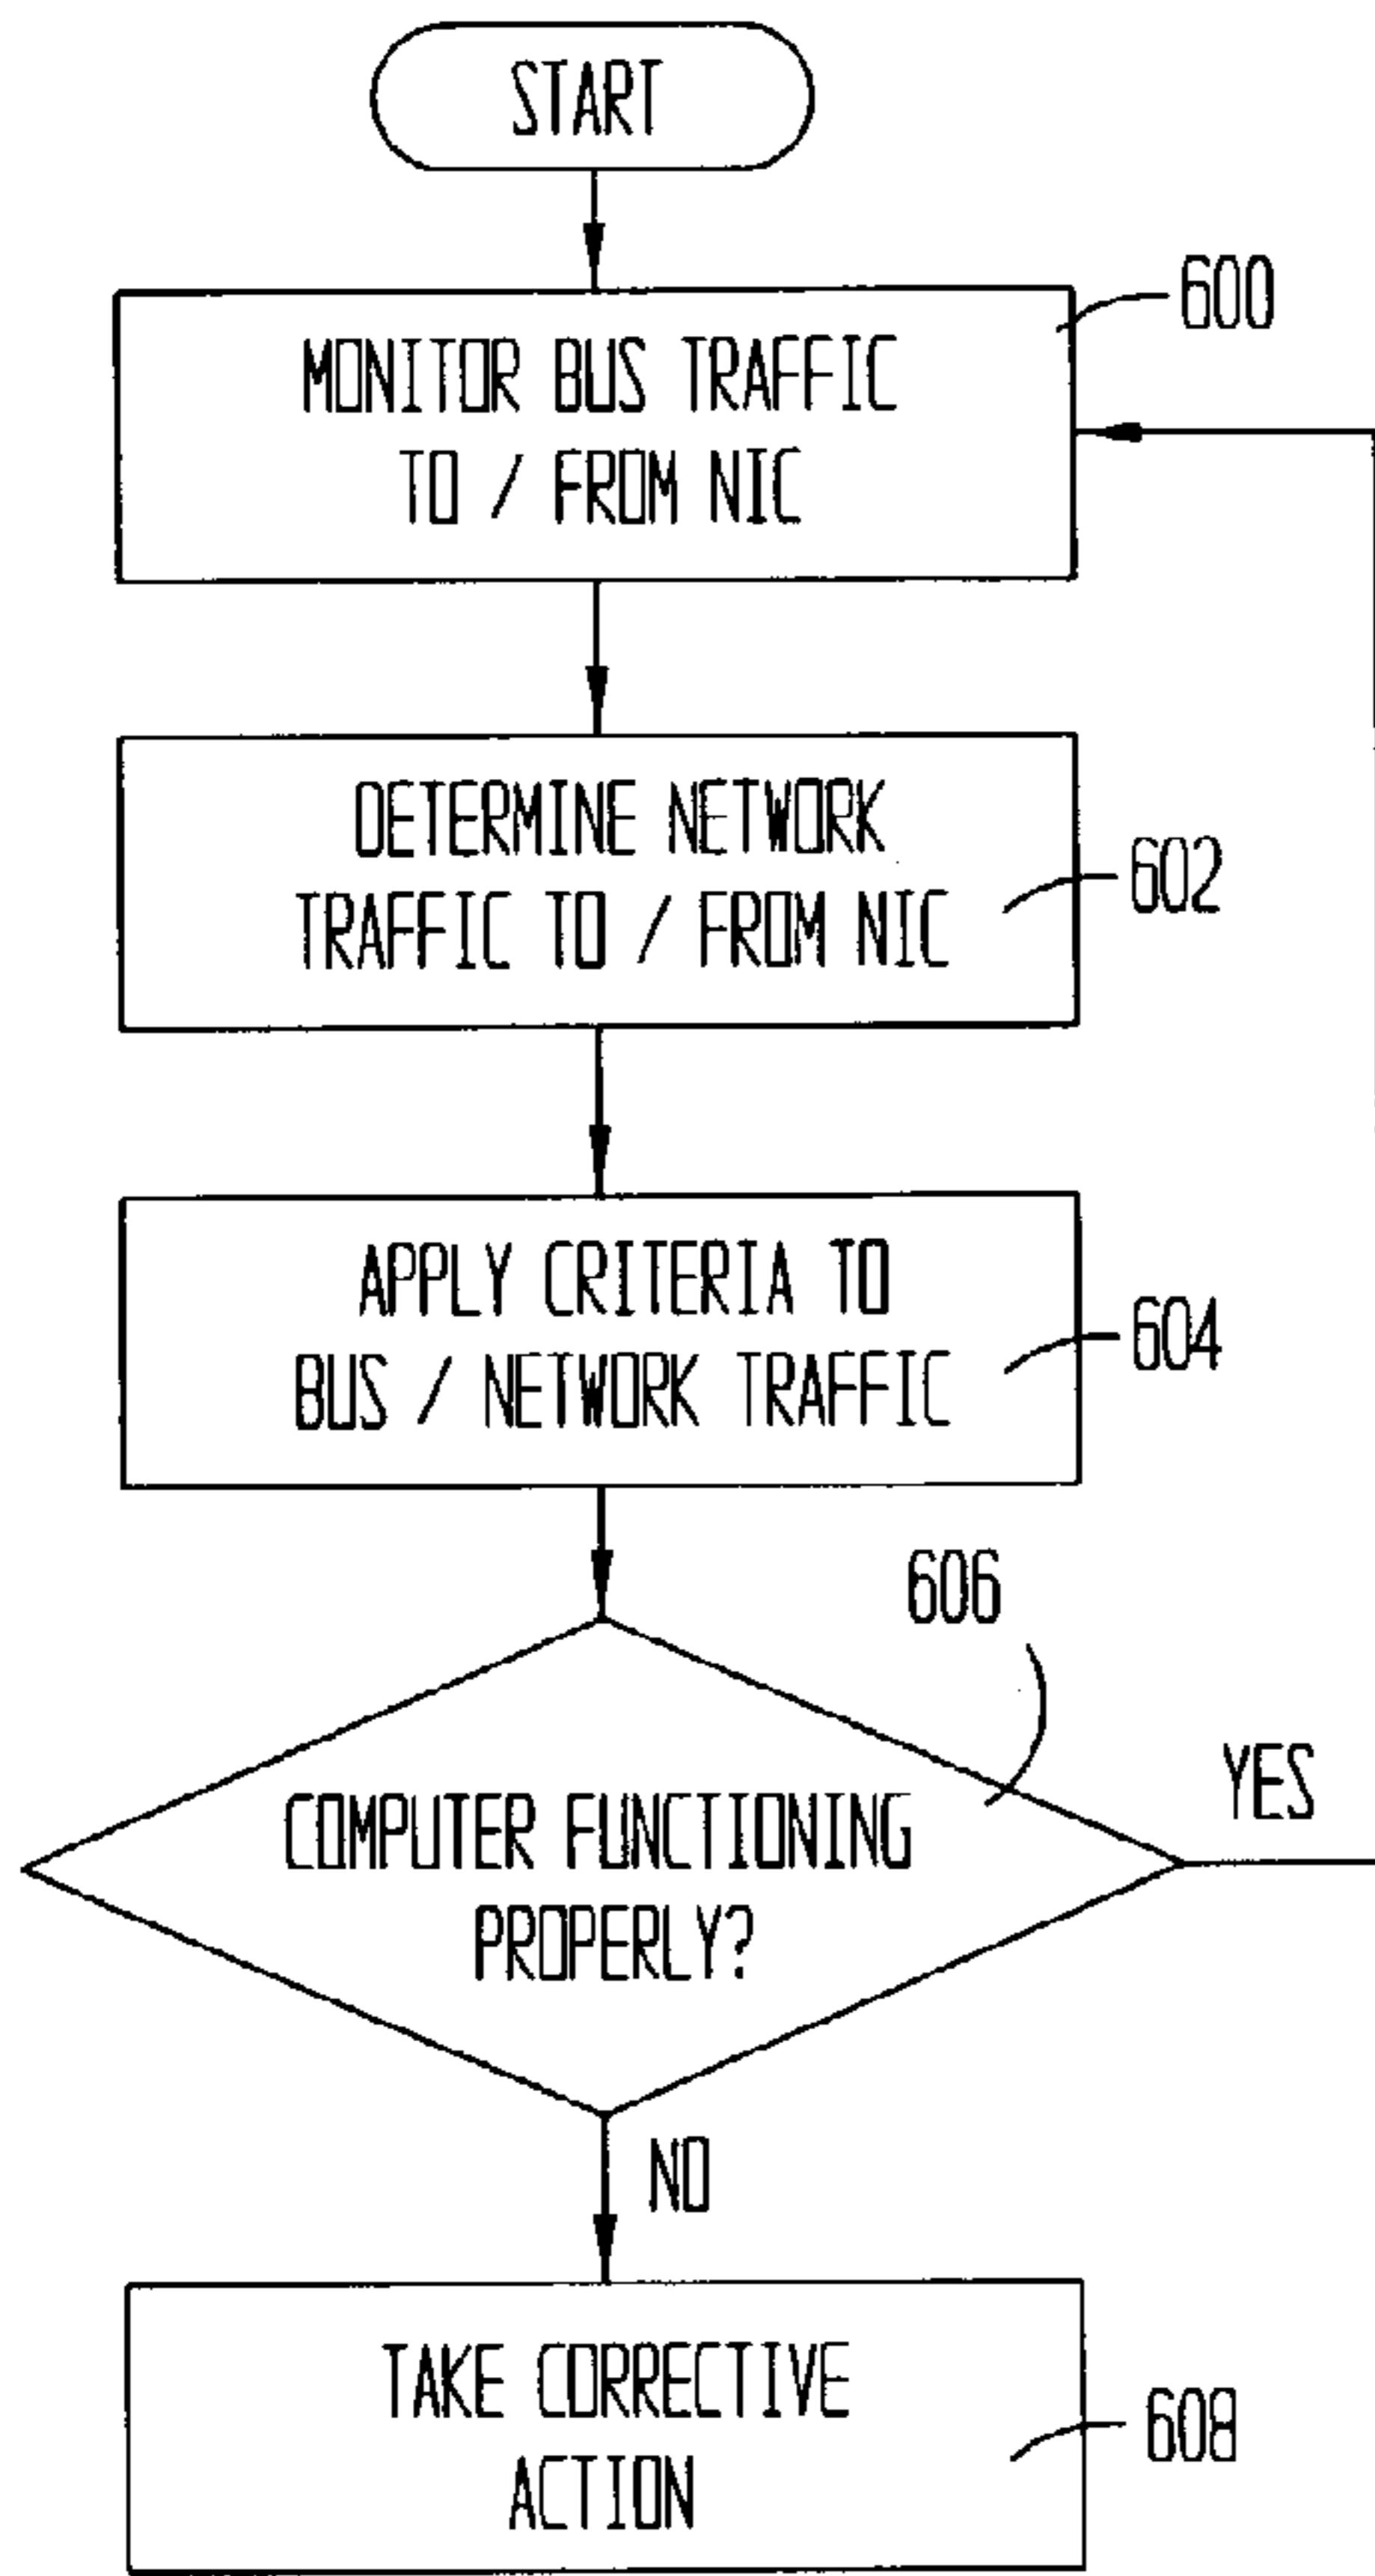 START
600
MONITOR BUS TRAFFIC
TO / FROM NIC
DETERMINE NETWORK
TRAFFIC TO / FROM NIC
602
APPLY CRITERIA TO
BUS / NETWORK TRAFFIC
604
606
YES
COMPUTER FUNCTIONING
PROPERLY?
NO
TAKE CORRECTIVE
ACTION
608